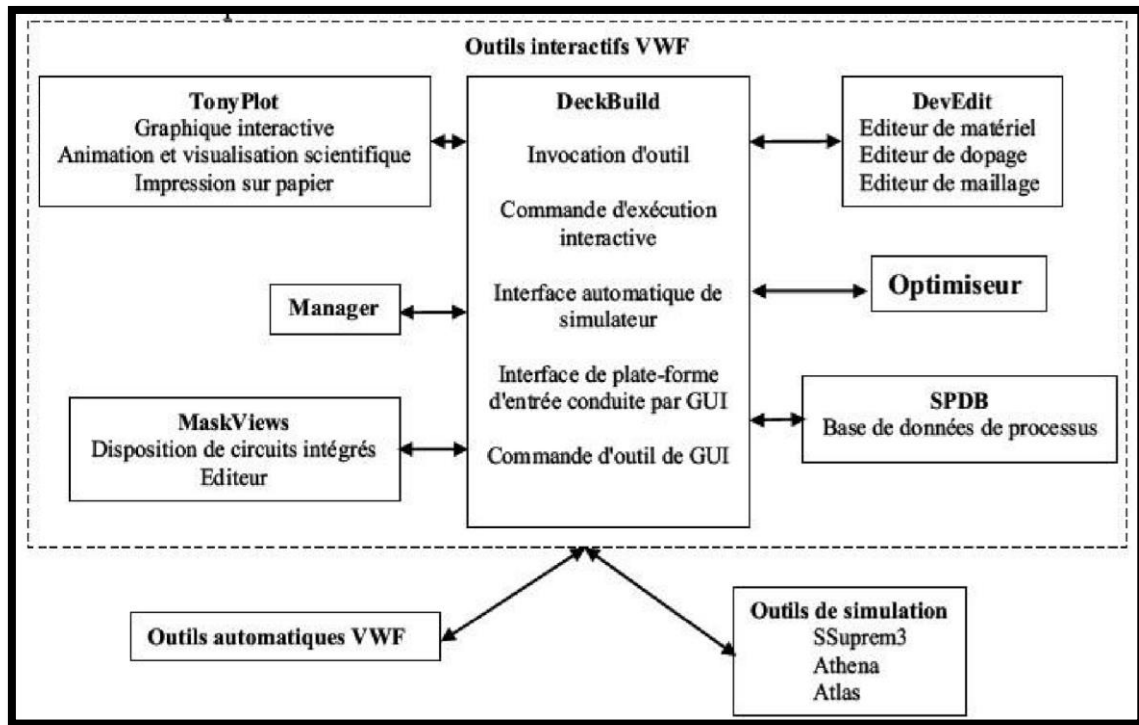 Outils interactifs VWF
TonyPlot
Graphique interactive
Animation et visualisation scientifique
Impression sur papier
Manager
MaskViews
Disposition de circuits intégrés
Editeur
DeckBuild
Invocation d'outil
Commande d'exécution
interactive
Interface automatique de
simulateur
Interface de plate-forme
d'entrée conduite par GUI
Commande d'outil de GUI
DevEdit
Editeur de matériel
Editeur de dopage
Editeur de maillage
Optimiseur
SPDB
Base de données de processus
Outils automatiques VWF
Outils de simulation
SSuprem3
Athena
Atlas